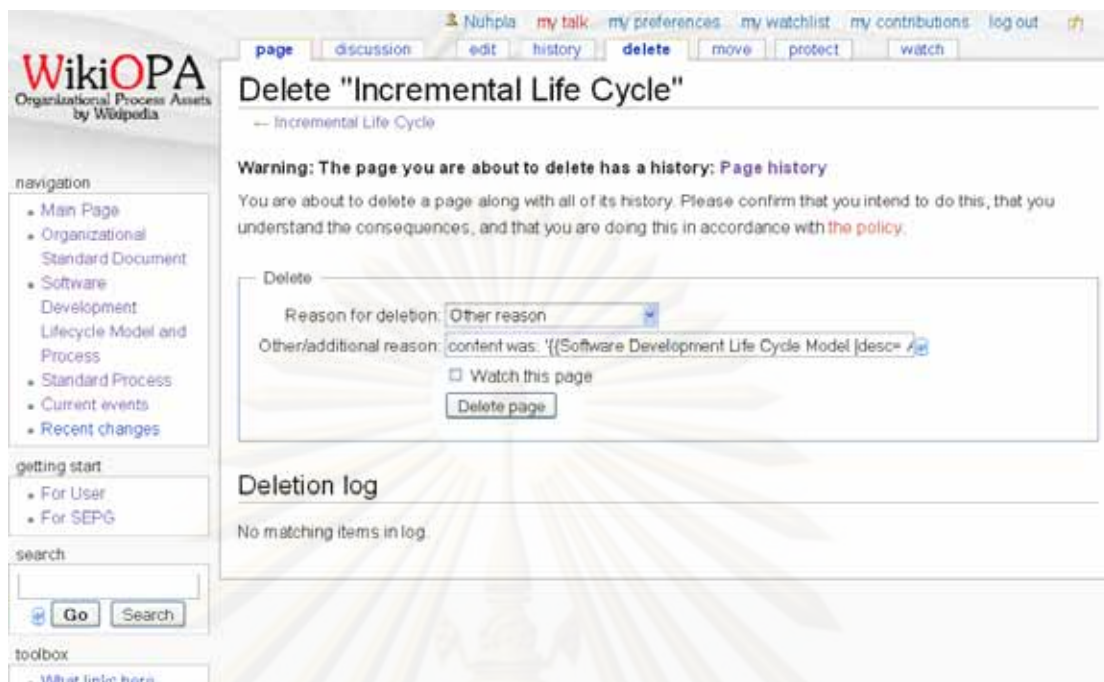 Nuhpla my talk my preferences my watchlist my contributions log out
page discussion edit history delete move protect watch
WikiOPA
Organizational Process Assets
by Wikipedia
navigation
Main Page
Organizational
Standard Document
Software
Development
Lifecycle Model and
Process
Standard Process
Current events
Recent changes
getting start
For User
For SEPG
search
Go Search
toolbox
What links here
Delete "Incremental Life Cycle"
← Incremental Life Cycle
Warning: The page you are about to delete has a history: Page history
You are about to delete a page along with all of its history. Please confirm that you intend to do this, that you
understand the consequences, and that you are doing this in accordance with the policy.
Delete
Reason for deletion: Other reason
Other/additional reason: content was: '{{Software Development Life Cycle Model |desc=
Watch this page
Delete page
Deletion log
No matching items in log.